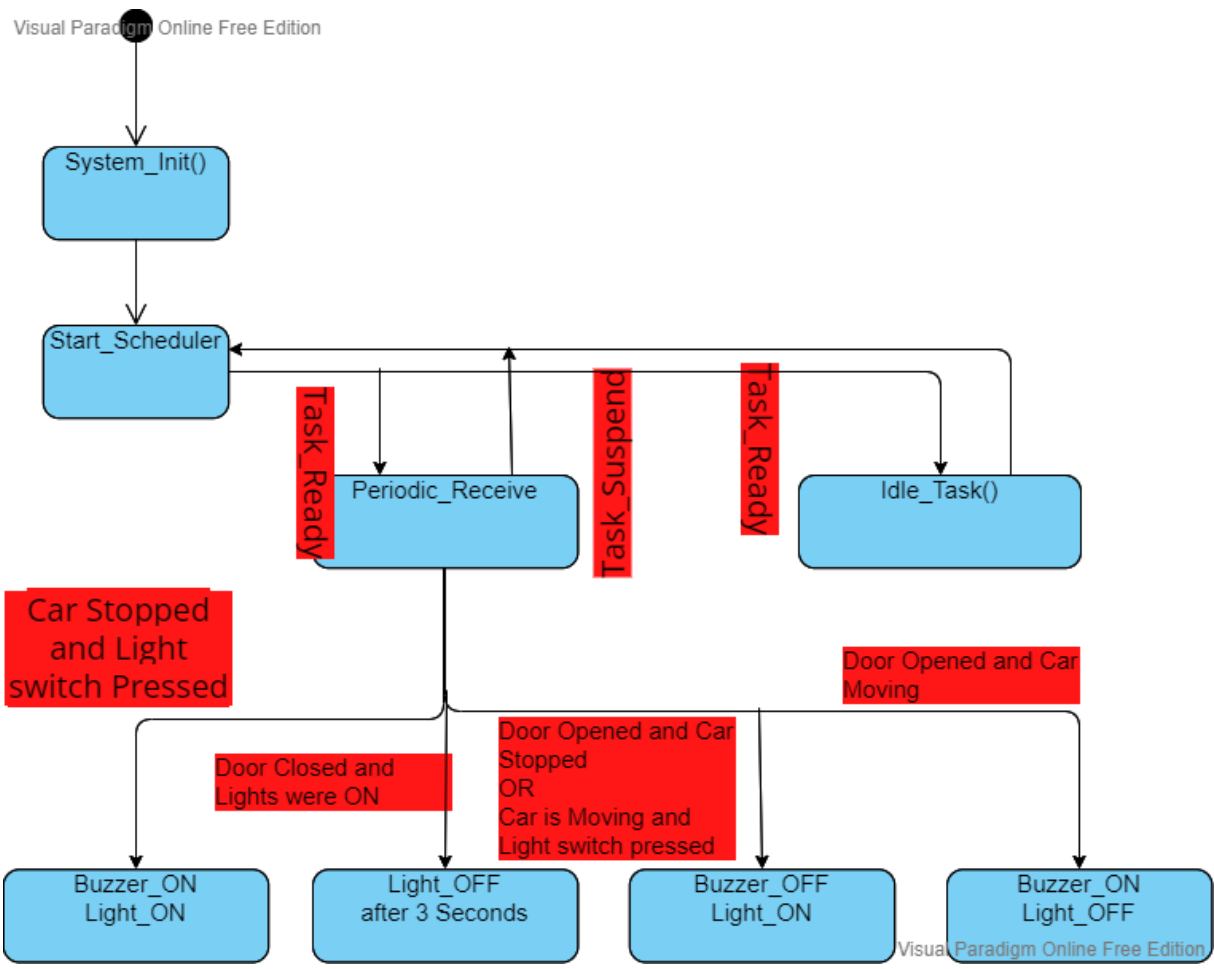 Visual Paradigm Online Free Edition
System_Init()
Start_Scheduler
Task_Ready
Task_Suspend
Task_Ready
Periodic_Receive
Idle_Task()
Car Stopped
and Light
switch Pressed
Door Opened and Car
Moving
Door Closed and
Lights were ON
Door Opened and Car
Stopped
OR
Car is Moving and
Light switch pressed
Buzzer_ON
Light_ON
Light_OFF
after 3 Seconds
Buzzer_OFF
Light_ON
Buzzer_ON
Light_OFF
Visual Paradigm Online Free Edition